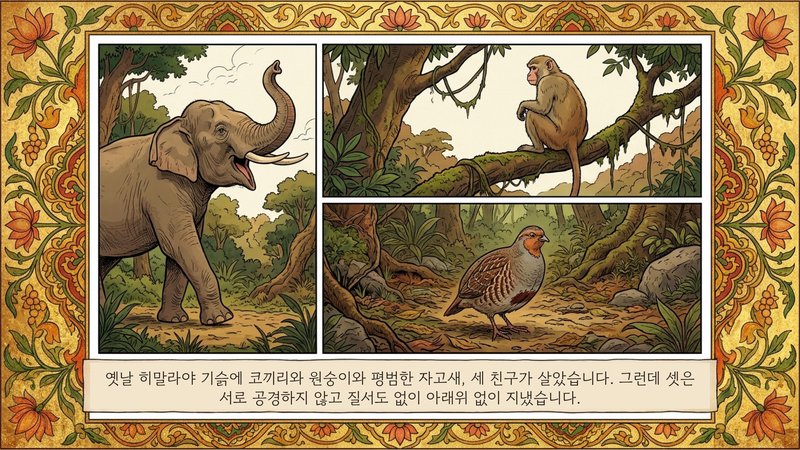 옛날 히말라야 기슭에 코끼리와 원숭이와 평범한 자고새, 세 친구가 살았습니다. 그런데 셋은
서로 공경하지 않고 질서도 없이 아래위 없이 지냈습니다.